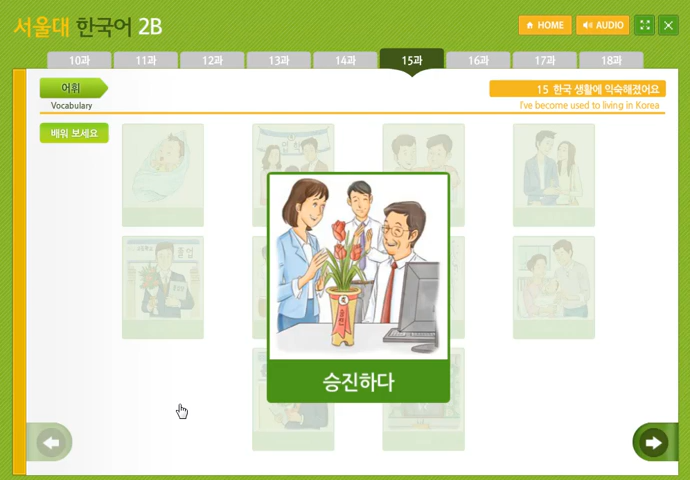 서울대 한국어 2B
HOME
AUDIO
10과
11과
12과
13과
14과
15과
16과
17과
18과
어휘
Vocabulary
15 한국 생활에 익숙해졌어요
I've become used to living in Korea
배워 보세요
승진하다